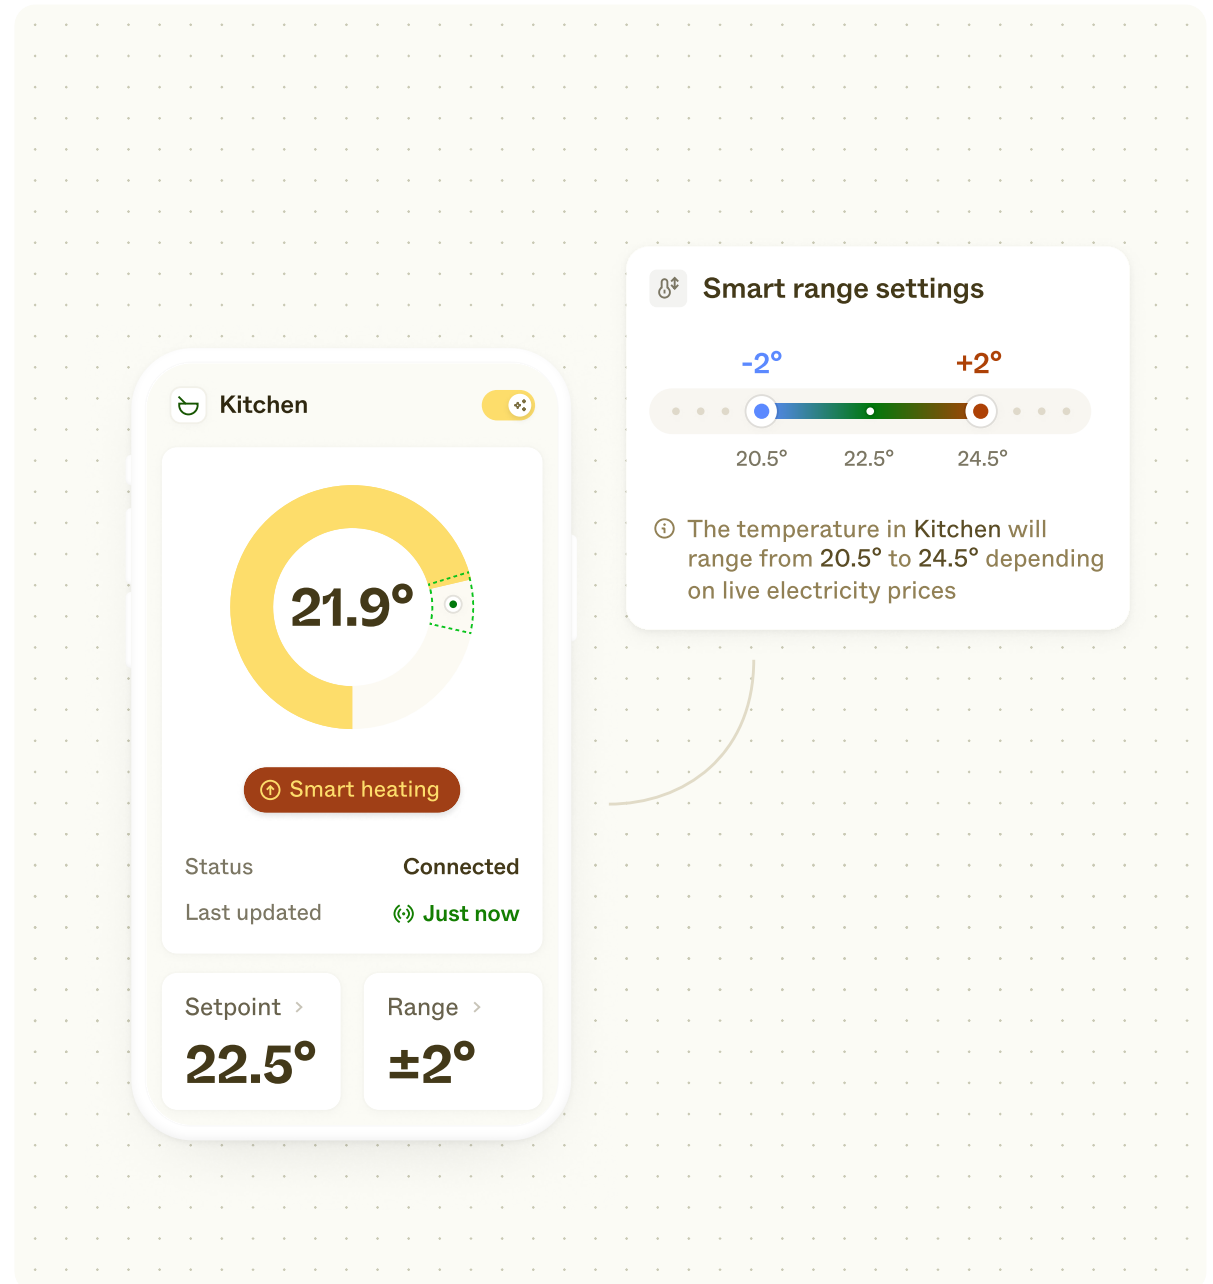 Smart range settings
-2° +2°
20.5° 22.5° 24.5°
The temperature in Kitchen will
range from 20.5° to 24.5° depending
on live electricity prices
Kitchen
21.9°
Smart heating
Status Connected
Last updated Just now
Setpoint Range
22.5° ±2°